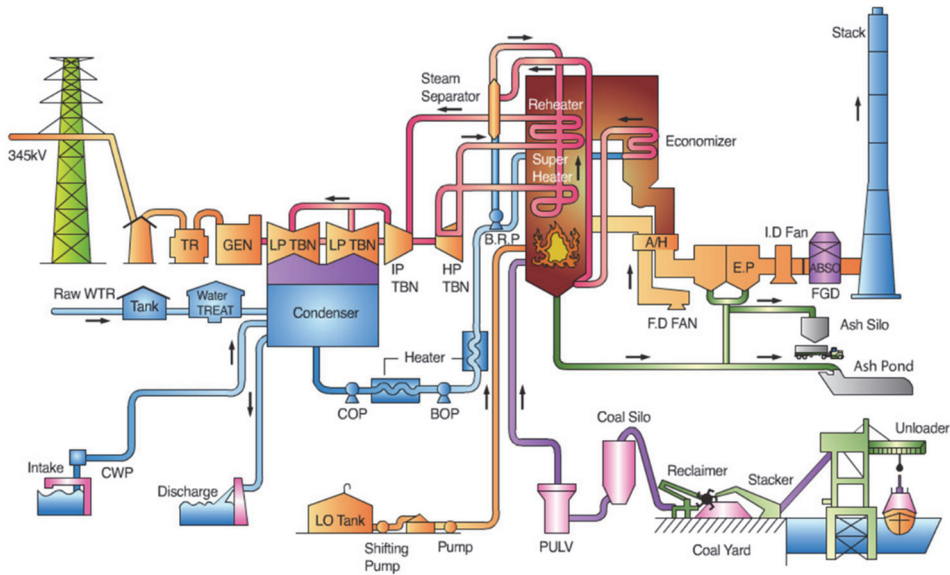 Stack
Steam
Separator
Reheater
Economizer
345kV
Super
Heater
TR
GEN
LP TBN
LP TBN
IP
TBN
HP
TBN
B.R.P
A/H
E.P
I.D Fan
ABSO
FGD
Raw WTR
Tank
Water
TREAT
Condenser
F.D FAN
Ash Silo
Heater
Ash Pond
COP
BOP
Coal Silo
Unloader
Intake
CWP
Reclaimer
Stacker
Discharge
LO Tank
Shifting
Pump
Pump
PULV
Coal Yard